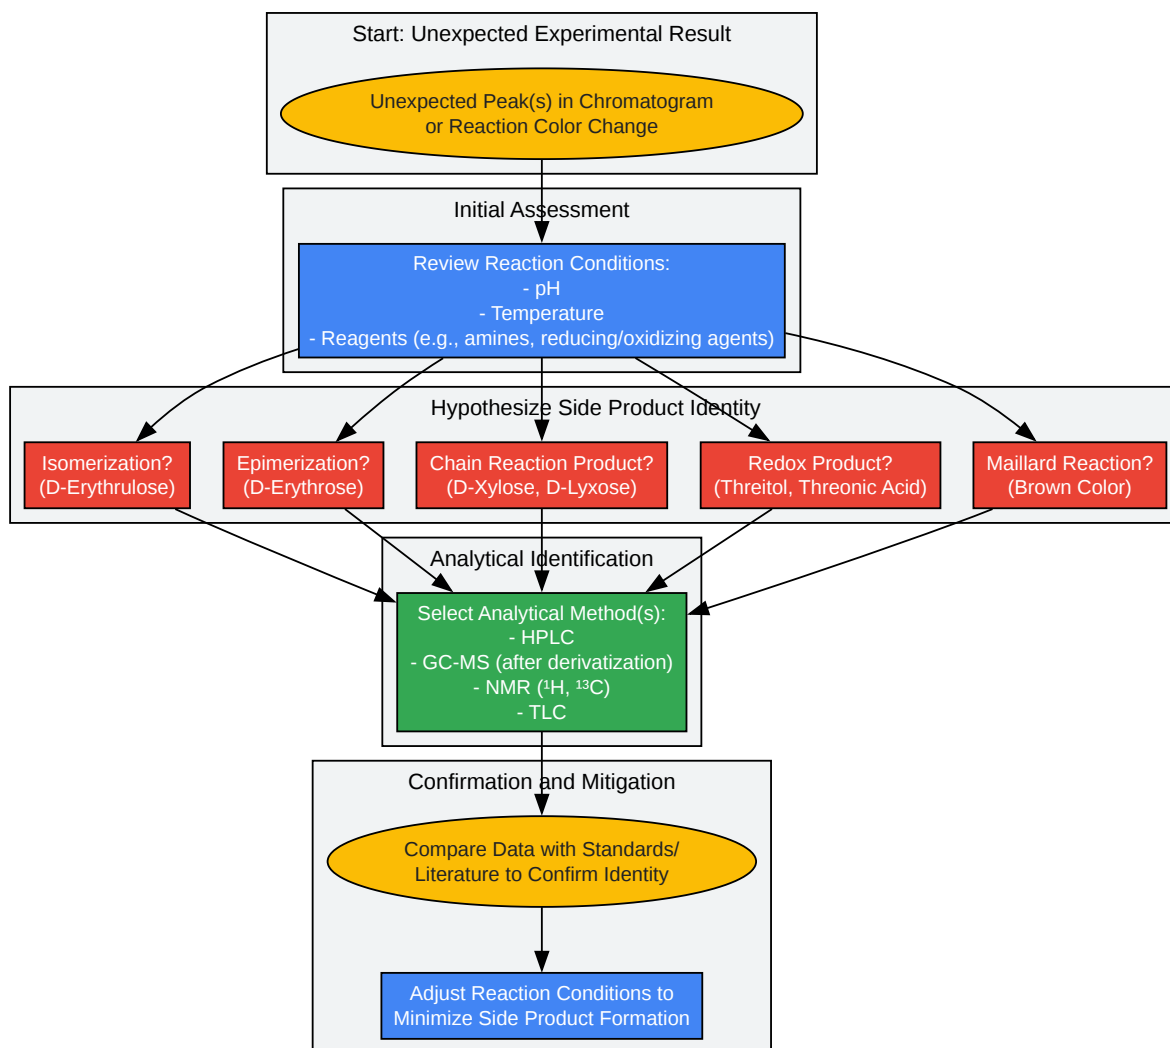 Start: Unexpected Experimental Result
Unexpected Peak(s) in Chromatogram
or Reaction Color Change
Initial Assessment
Review Reaction Conditions:
- pH
- Temperature
- Reagents (e.g., amines, reducing/oxidizing agents)
Hypothesize Side Product Identity
Isomerization?
(D-Erythrulose)
Epimerization?
(D-Erythrose)
Chain Reaction Product?
(D-Xylose, D-Lyxose)
Redox Product?
(Threitol, Threonic Acid)
Maillard Reaction?
(Brown Color)
Analytical Identification
Select Analytical Method(s):
- HPLC
- GC-MS (after derivatization)
- NMR (¹H, ¹³C)
- TLC
Confirmation and Mitigation
Compare Data with Standards/
Literature to Confirm Identity
Adjust Reaction Conditions to
Minimize Side Product Formation